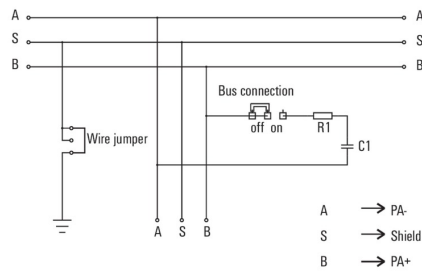 A A
S S
B B
Bus connection
off on
R1
C1
Wire jumper
A S B
A PA-
S Shield
B PA+